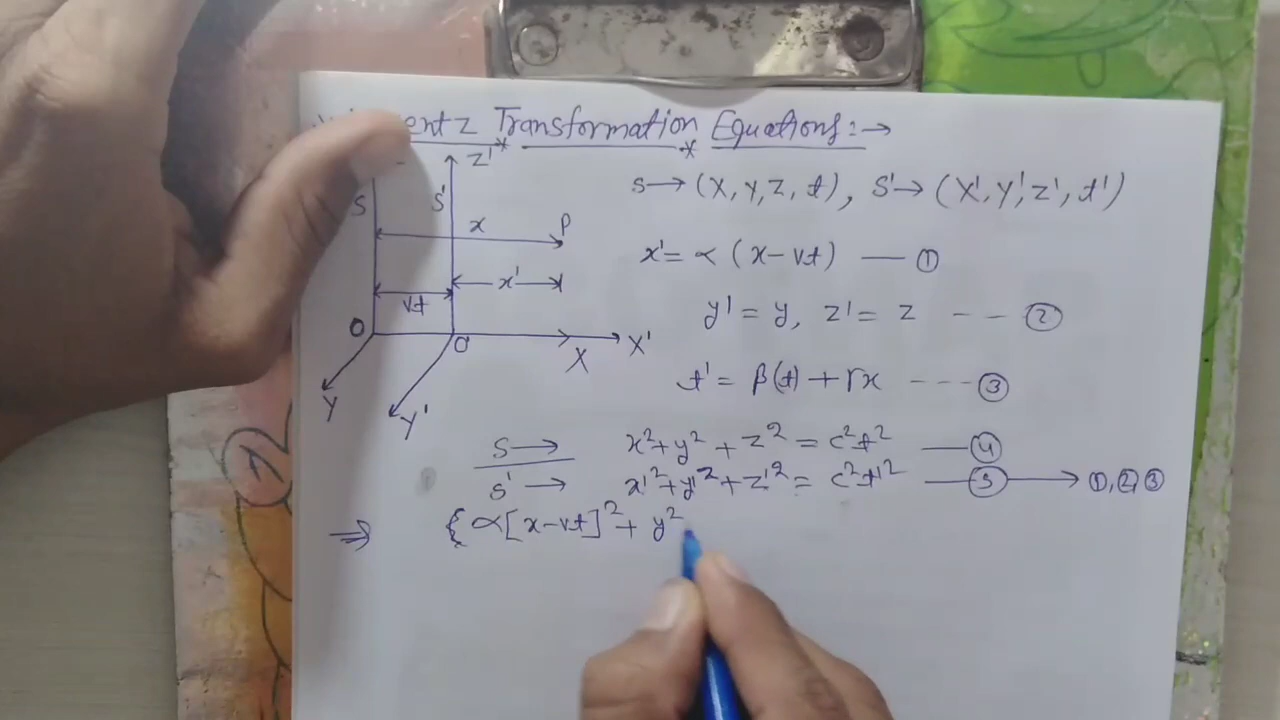 Transformation Equations:→
Z'
S → (X, Y, Z, t), S' → (X', Y', Z', t')
S
S'
x
P
x' = α (x - vt) — ①
x'
vt
y' = y, z' = z - - ②
O
O'
X
X'
t' = β(t) + rx - - - ③
Y
Y'
S → x² + y² + z² = c²t² — ④
S' → x'² + y'² + z'² = c²t'² — ⑤ → ①, ②, ③
⇒ { α[x - vt]² + y²